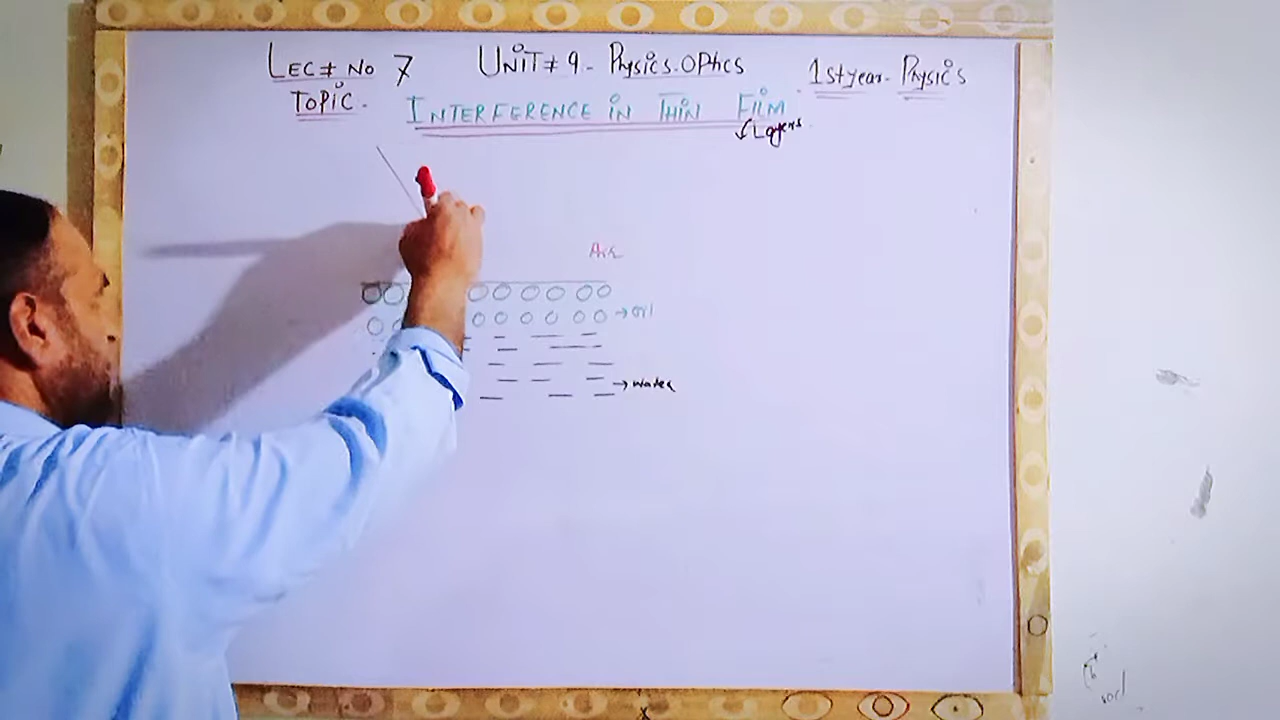 LEC # NO 7 UNiT # 9 - PhysiCs. OPtics 1st year - PhysiCs
ToPiC - INTERFERENCE iN THiN FiLM
Layers
Air
→ oil
→ water